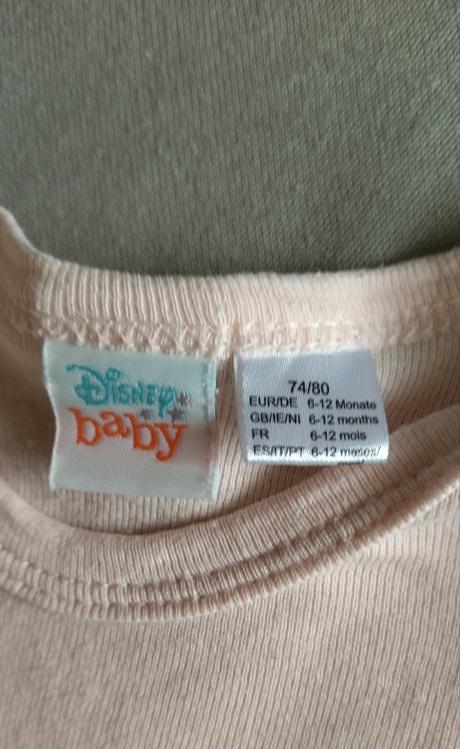 Disney
baby
74/80
EUR/DE 6-12 Monate
GB/IE/NI 6-12 months
FR 6-12 mois
ES/IT/PT 6-12 meses/